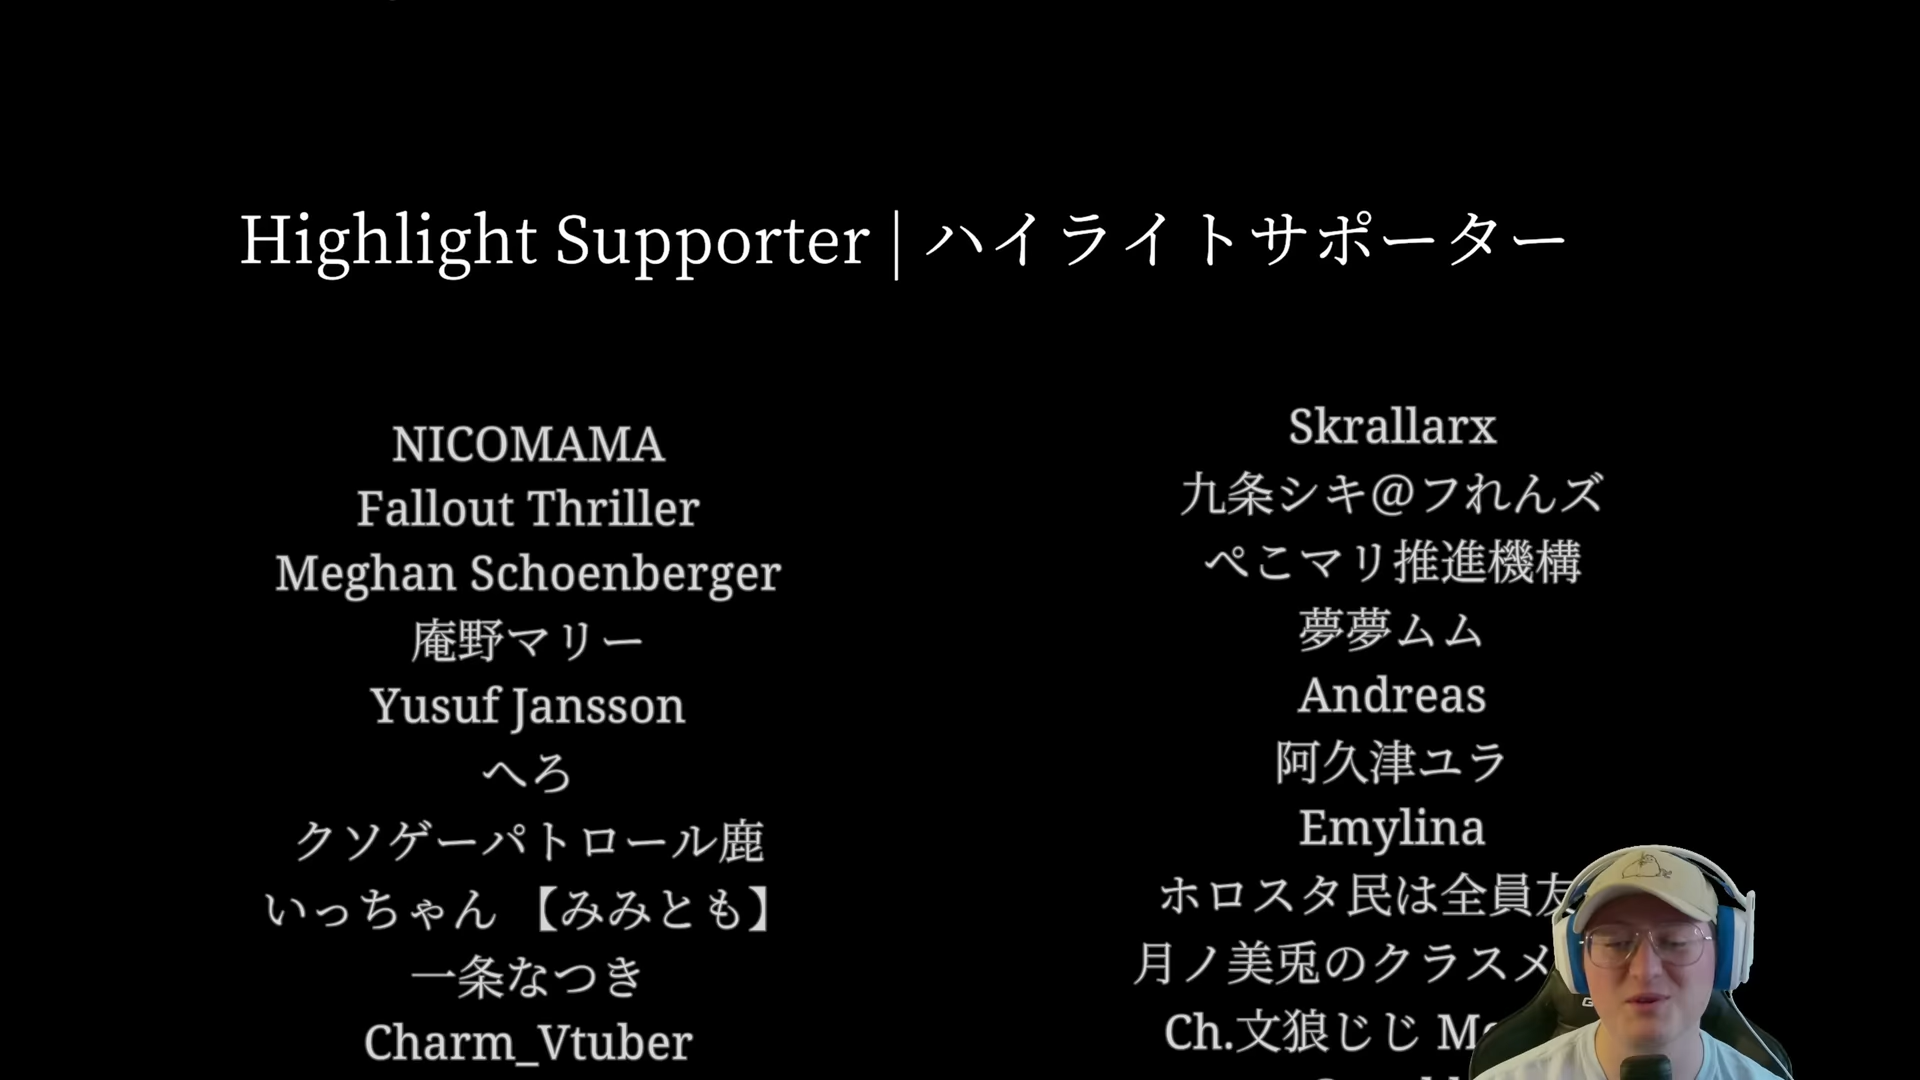 Highlight Supporter | ハイライトサポーター
NICOMAMA
Fallout Thriller
Meghan Schoenberger
庵野マリー
Yusuf Jansson
へろ
クソゲーパトロール鹿
いっちゃん 【みみとも】
一条なつき
Charm_Vtuber
Skrallarx
九条シキ@フれんズ
ぺこマリ推進機構
夢夢ムム
Andreas
阿久津ユラ
Emylina
ホロスタ民は全員友
月ノ美兎のクラスメ
Ch.文狼じじ